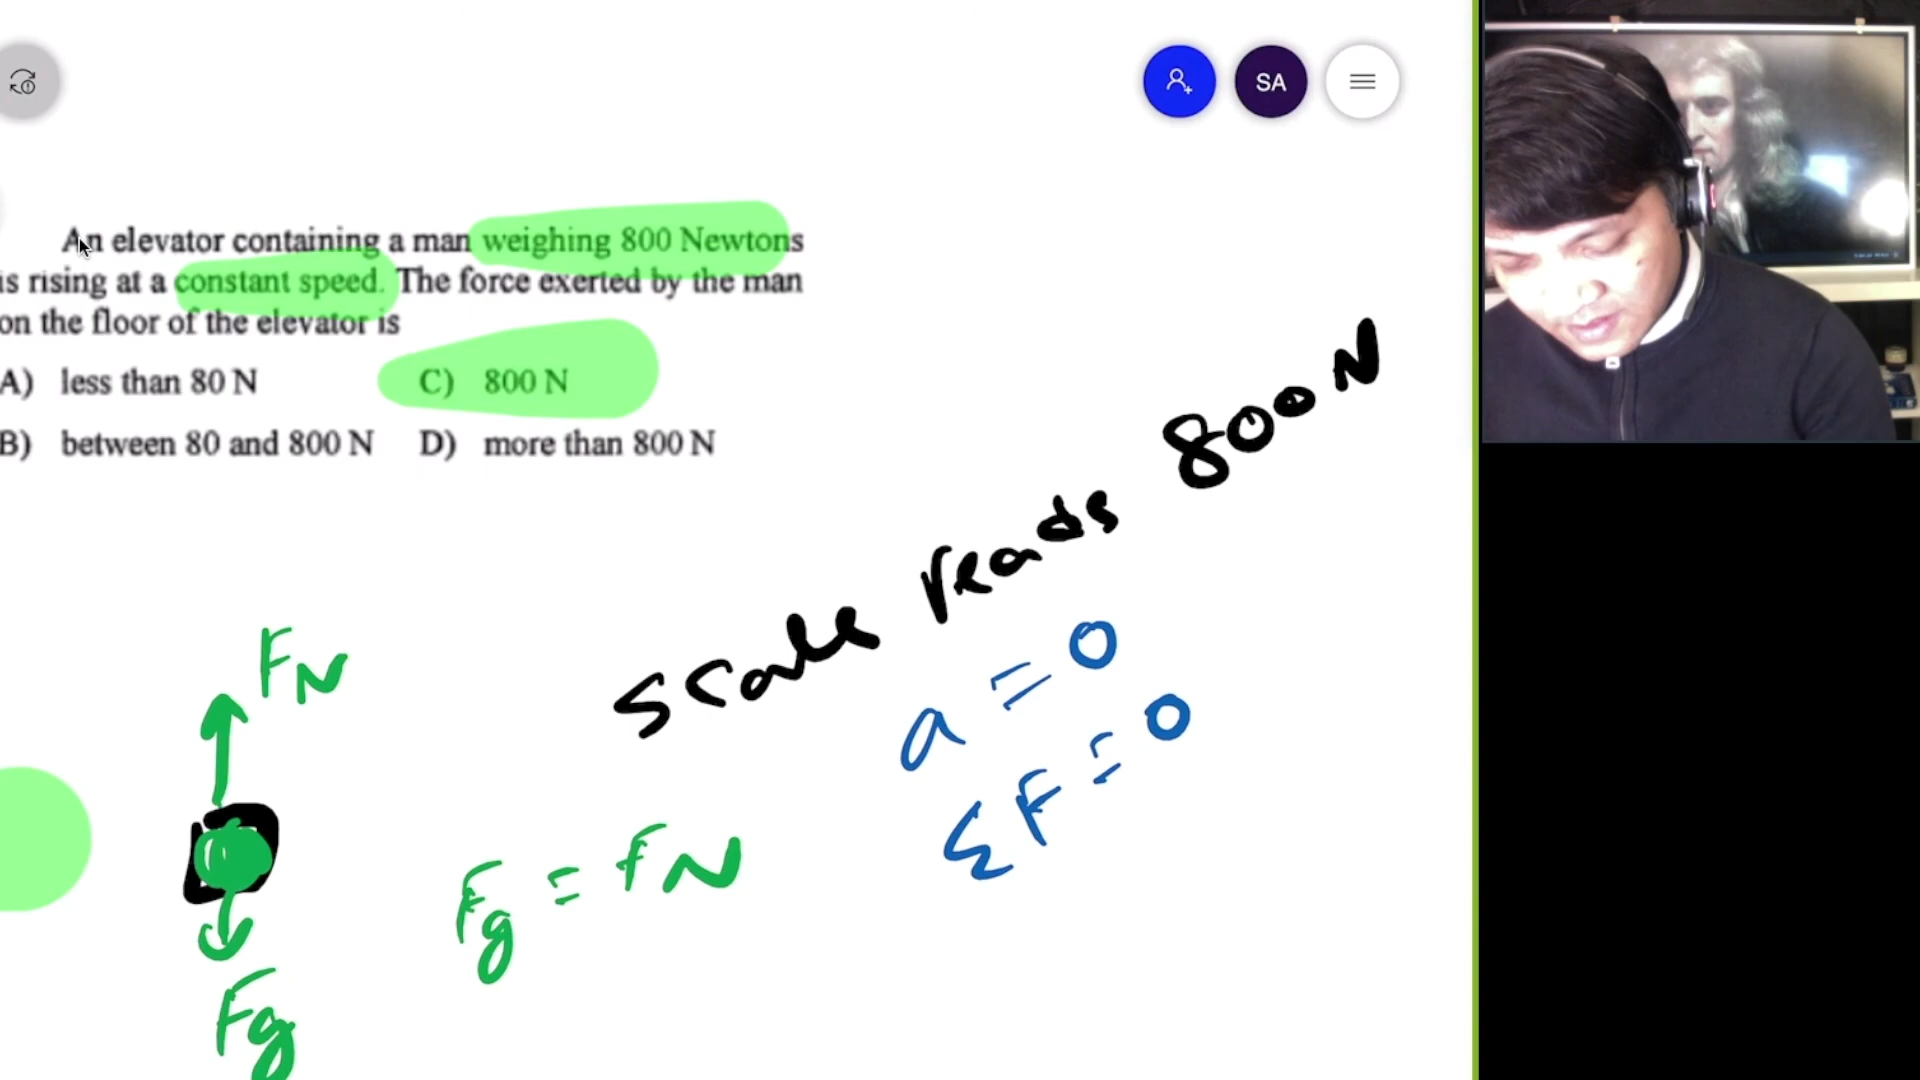 SA
An elevator containing a man weighing 800 Newtons
is rising at a constant speed. The force exerted by the man
on the floor of the elevator is
A) less than 80 N C) 800 N
B) between 80 and 800 N D) more than 800 N
scale reads 800 N
a = 0
ΣF = 0
FN
Fg = FN
Fg